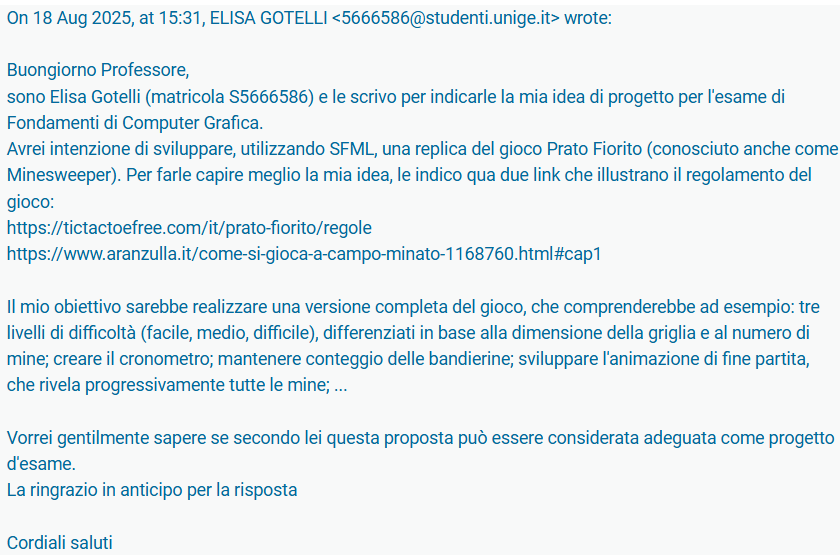 On 18 Aug 2025, at 15:31, ELISA GOTELLI <5666586@studenti.unige.it> wrote:
Buongiorno Professore,
sono Elisa Gotelli (matricola S5666586) e le scrivo per indicarle la mia idea di progetto per l'esame di
Fondamenti di Computer Grafica.
Avrei intenzione di sviluppare, utilizzando SFML, una replica del gioco Prato Fiorito (conosciuto anche come
Minesweeper). Per farle capire meglio la mia idea, le indico qua due link che illustrano il regolamento del
gioco:
https://tictactoefree.com/it/prato-fiorito/regole
https://www.aranzulla.it/come-si-gioca-a-campo-minato-1168760.html#cap1
Il mio obiettivo sarebbe realizzare una versione completa del gioco, che comprenderebbe ad esempio: tre
livelli di difficoltà (facile, medio, difficile), differenziati in base alla dimensione della griglia e al numero di
mine; creare il cronometro; mantenere conteggio delle bandierine; sviluppare l'animazione di fine partita,
che rivela progressivamente tutte le mine; ...
Vorrei gentilmente sapere se secondo lei questa proposta può essere considerata adeguata come progetto
d'esame.
La ringrazio in anticipo per la risposta
Cordiali saluti